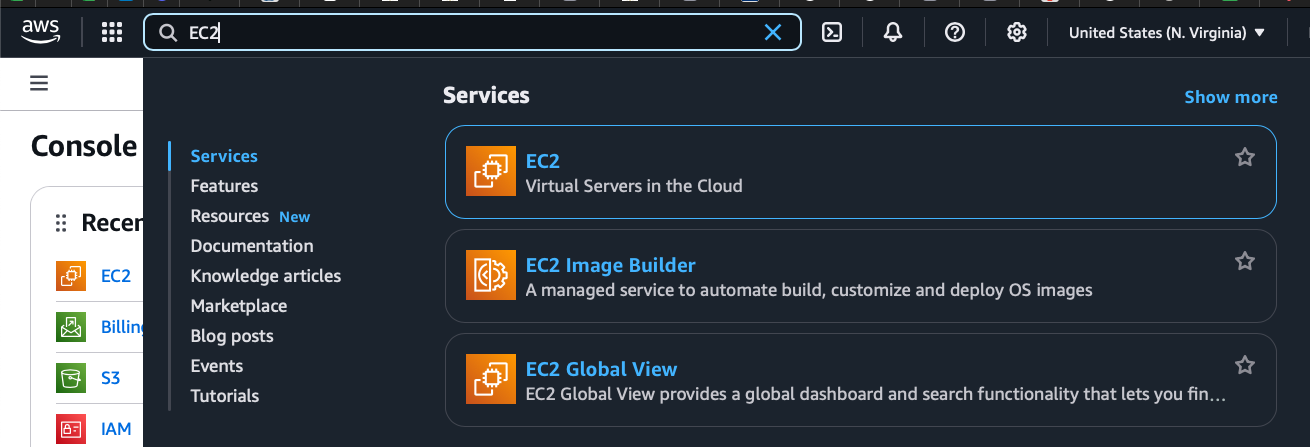 aws
EC2
United States (N. Virginia)
Console
Recen
EC2
Billing
S3
IAM
Services
Features
Resources New
Documentation
Knowledge articles
Marketplace
Blog posts
Events
Tutorials
Services
Show more
EC2
Virtual Servers in the Cloud
EC2 Image Builder
A managed service to automate build, customize and deploy OS images
EC2 Global View
EC2 Global View provides a global dashboard and search functionality that lets you fin...